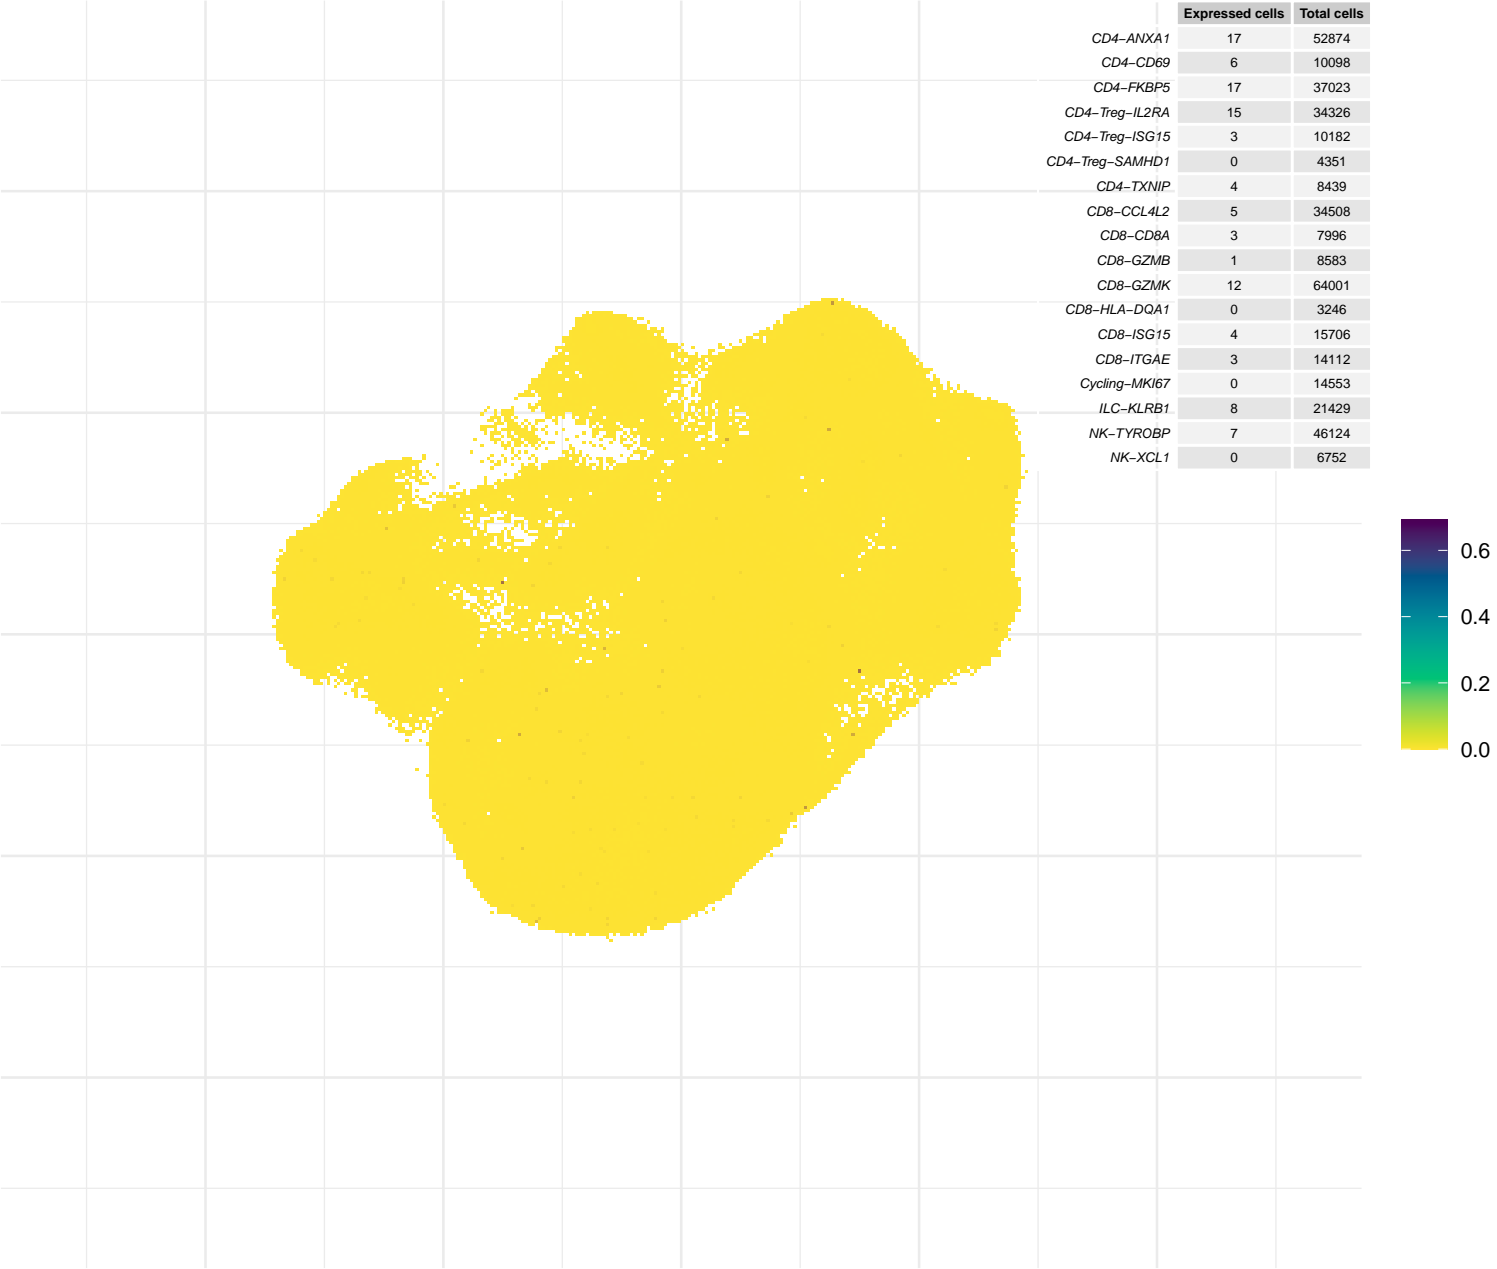 Expressed cells Total cells
CD4−ANXA1 17 52874
CD4−CD69 6 10098
CD4−FKBP5 17 37023
CD4−Treg−IL2RA 15 34326
CD4−Treg−ISG15 3 10182
CD4−Treg−SAMHD1 0 4351
CD4−TXNIP 4 8439
CD8−CCL4L2 5 34508
CD8−CD8A 3 7996
CD8−GZMB 1 8583
CD8−GZMK 12 64001
CD8−HLA−DQA1 0 3246
CD8−ISG15 4 15706
CD8−ITGAE 3 14112
Cycling−MKI67 0 14553
ILC−KLRB1 8 21429
NK−TYROBP 7 46124
NK−XCL1 0 6752
0.6
0.4
0.2
0.0